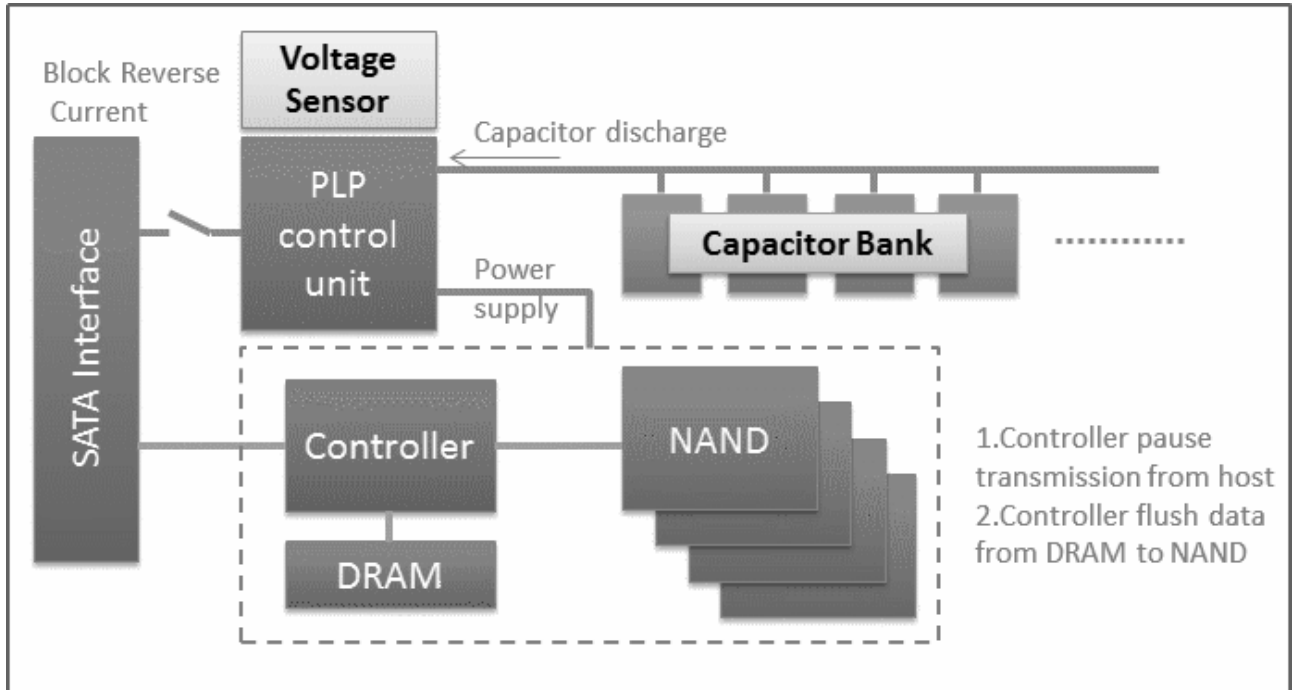 Block Reverse
Current
Voltage
Sensor
Capacitor discharge
SATA Interface
PLP
control
unit
Capacitor Bank
Power
supply
Controller
NAND
DRAM
1.Controller pause
transmission from host
2.Controller flush data
from DRAM to NAND